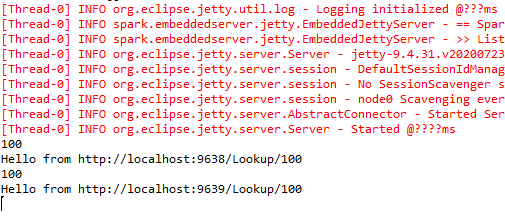 [Thread-0] INFO org.eclipse.jetty.util.log - Logging initialized @???ms
[Thread-0] INFO spark.embeddedserver.jetty.EmbeddedJettyServer - == Spar
[Thread-0] INFO spark.embeddedserver.jetty.EmbeddedJettyServer - >> List
[Thread-0] INFO org.eclipse.jetty.server.Server - jetty-9.4.31.v20200723
[Thread-0] INFO org.eclipse.jetty.server.session - DefaultSessionIdManag
[Thread-0] INFO org.eclipse.jetty.server.session - No SessionScavenger s
[Thread-0] INFO org.eclipse.jetty.server.session - node0 Scavenging ever
[Thread-0] INFO org.eclipse.jetty.server.AbstractConnector - Started Ser
[Thread-0] INFO org.eclipse.jetty.server.Server - Started @????ms
100
Hello from http://localhost:9638/Lookup/100
100
Hello from http://localhost:9639/Lookup/100